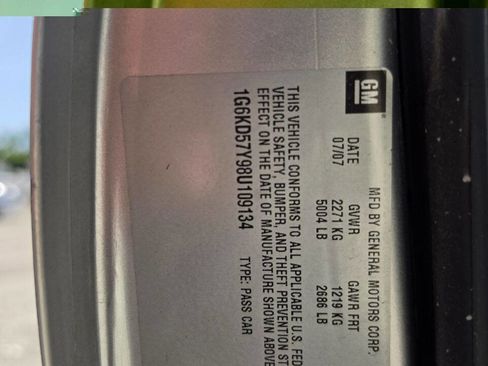 GM
MFD BY GENERAL MOTORS CORP.
DATE GVWR GAWR FRT
07/07 2271 KG 1219 KG
5004 LB 2686 LB
THIS VEHICLE CONFORMS TO ALL APPLICABLE U.S. FED
VEHICLE SAFETY, BUMPER, AND THEFT PREVENTION ST
EFFECT ON THE DATE OF MANUFACTURE SHOWN ABOVE
1G6KD57Y98U109134 TYPE: PASS CAR